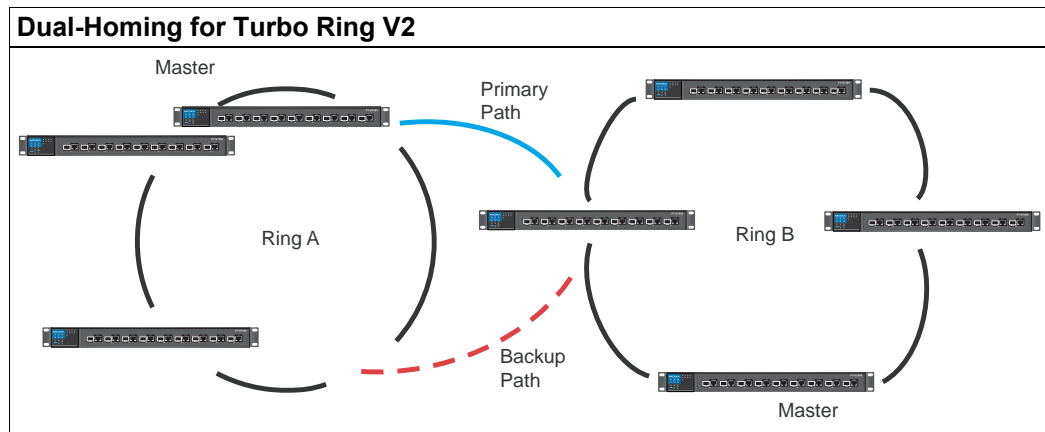 Dual-Homing for Turbo Ring V2
Master
Primary
Path
Ring A
Ring B
Backup
Path
Master